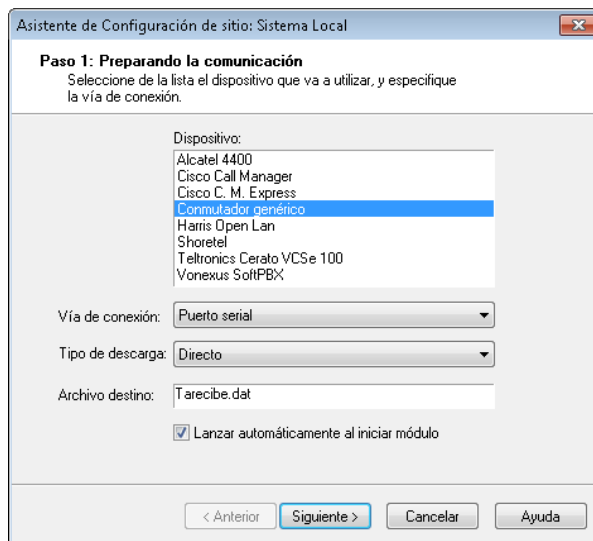 Asistente de Configuración de sitio: Sistema Local
Paso 1: Preparando la comunicación
Seleccione de la lista el dispositivo que va a utilizar, y especifique
la vía de conexión.
Dispositivo:
Alcatel 4400
Cisco Call Manager
Cisco C. M. Express
Conmutador genérico
Harris Open Lan
Shoretel
Teltronics Cerato VCSe 100
Vonexus SoftPBX
Vía de conexión: Puerto serial
Tipo de descarga: Directo
Archivo destino: Tarecibe.dat
Lanzar automáticamente al iniciar módulo
< Anterior Siguiente > Cancelar Ayuda